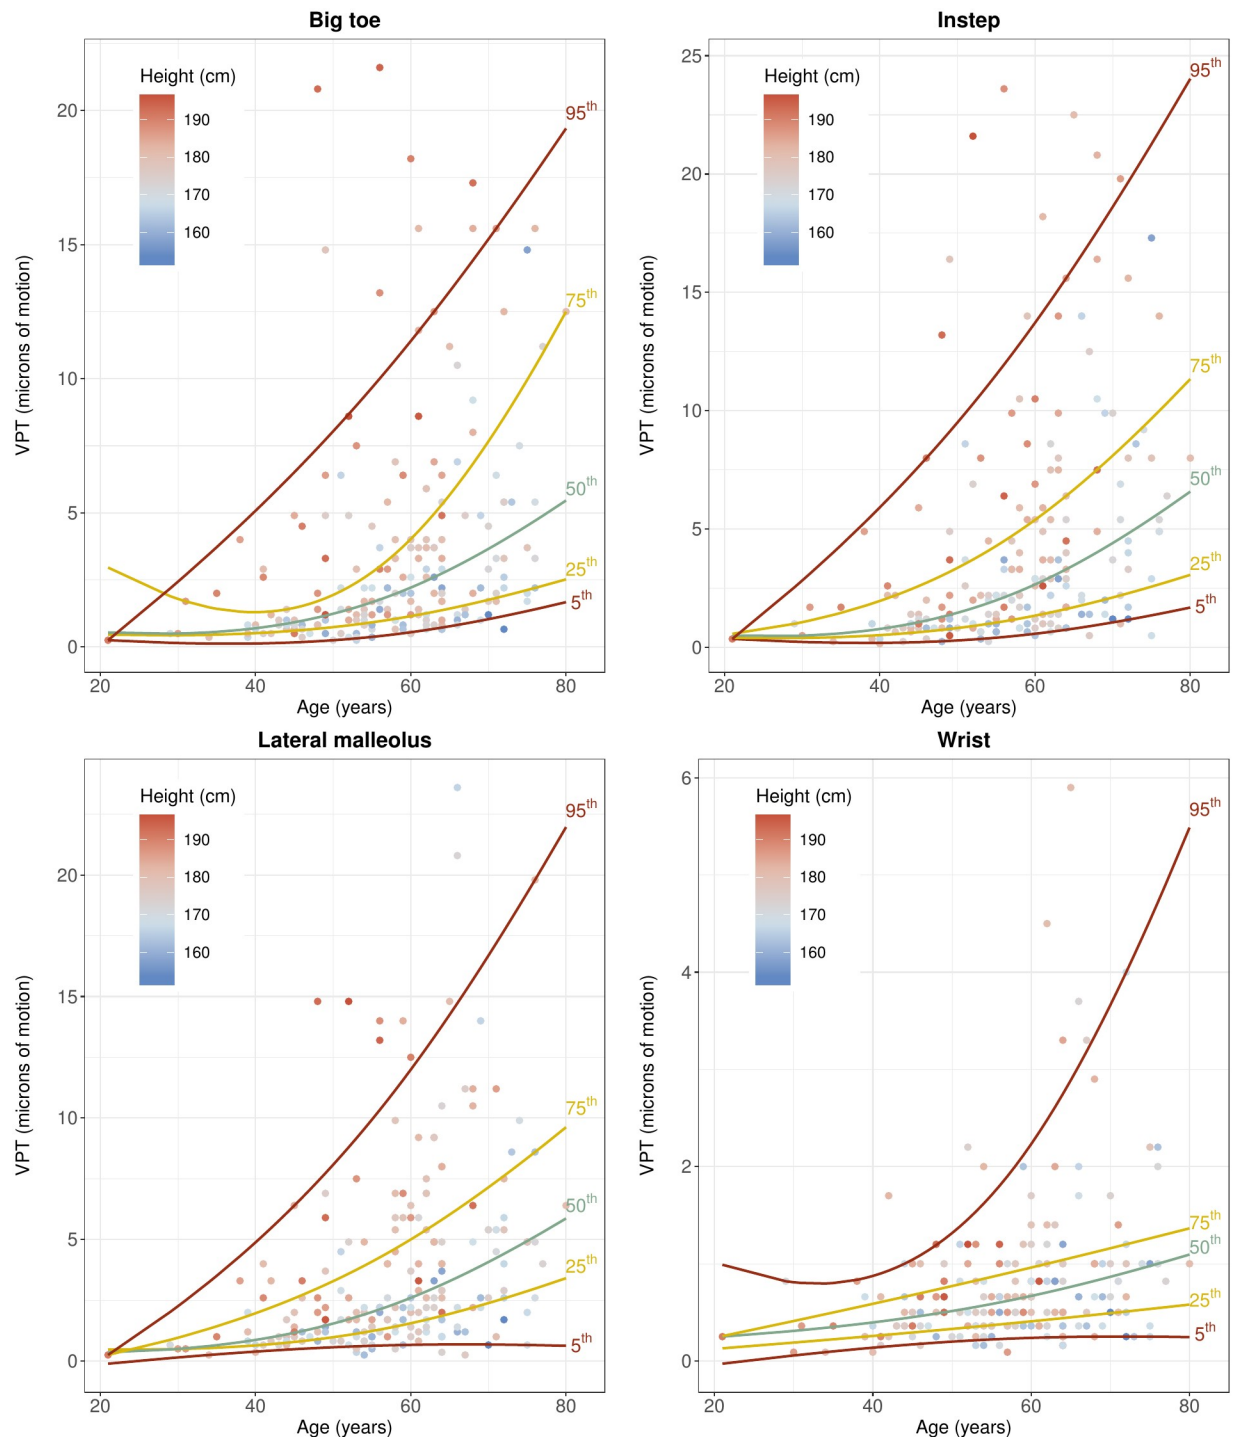 Big toe
Height (cm)
190
180
170
160
95th
75th
50th
25th
5th
20
15
10
5
0
VPT (microns of motion)
20 40 60 80
Age (years)
Instep
Height (cm)
190
180
170
160
95th
75th
50th
25th
5th
25
20
15
10
5
0
VPT (microns of motion)
20 40 60 80
Age (years)
Lateral malleolus
Height (cm)
190
180
170
160
95th
75th
50th
25th
5th
20
15
10
5
0
VPT (microns of motion)
20 40 60 80
Age (years)
Wrist
Height (cm)
190
180
170
160
95th
75th
50th
25th
5th
6
4
2
0
VPT (microns of motion)
20 40 60 80
Age (years)